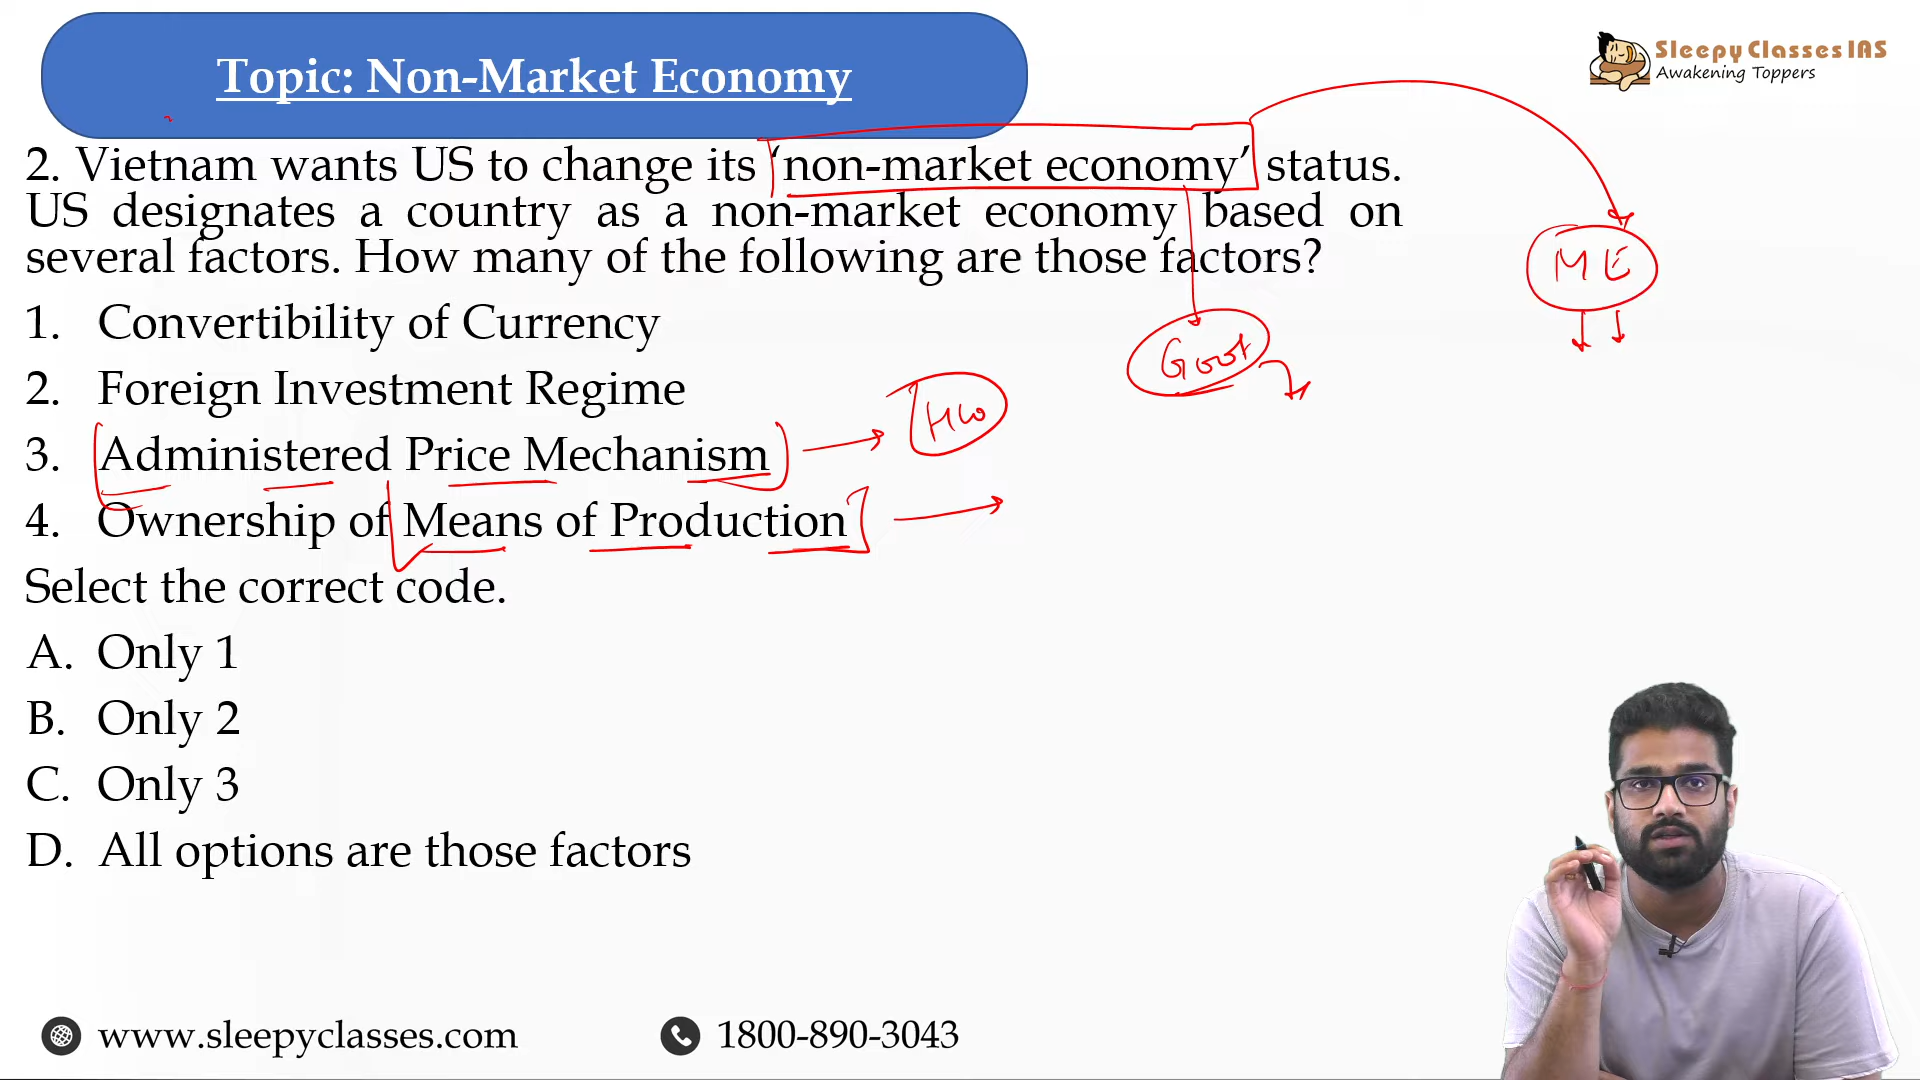 Topic: Non-Market Economy
Sleepy Classes IAS
Awakening Toppers
2. Vietnam wants US to change its ‘non-market economy’ status.
US designates a country as a non-market economy based on
several factors. How many of the following are those factors?
M E
1. Convertibility of Currency
Govt
2. Foreign Investment Regime
HW
3. Administered Price Mechanism
4. Ownership of Means of Production
Select the correct code.
A. Only 1
B. Only 2
C. Only 3
D. All options are those factors
www.sleepyclasses.com
1800-890-3043